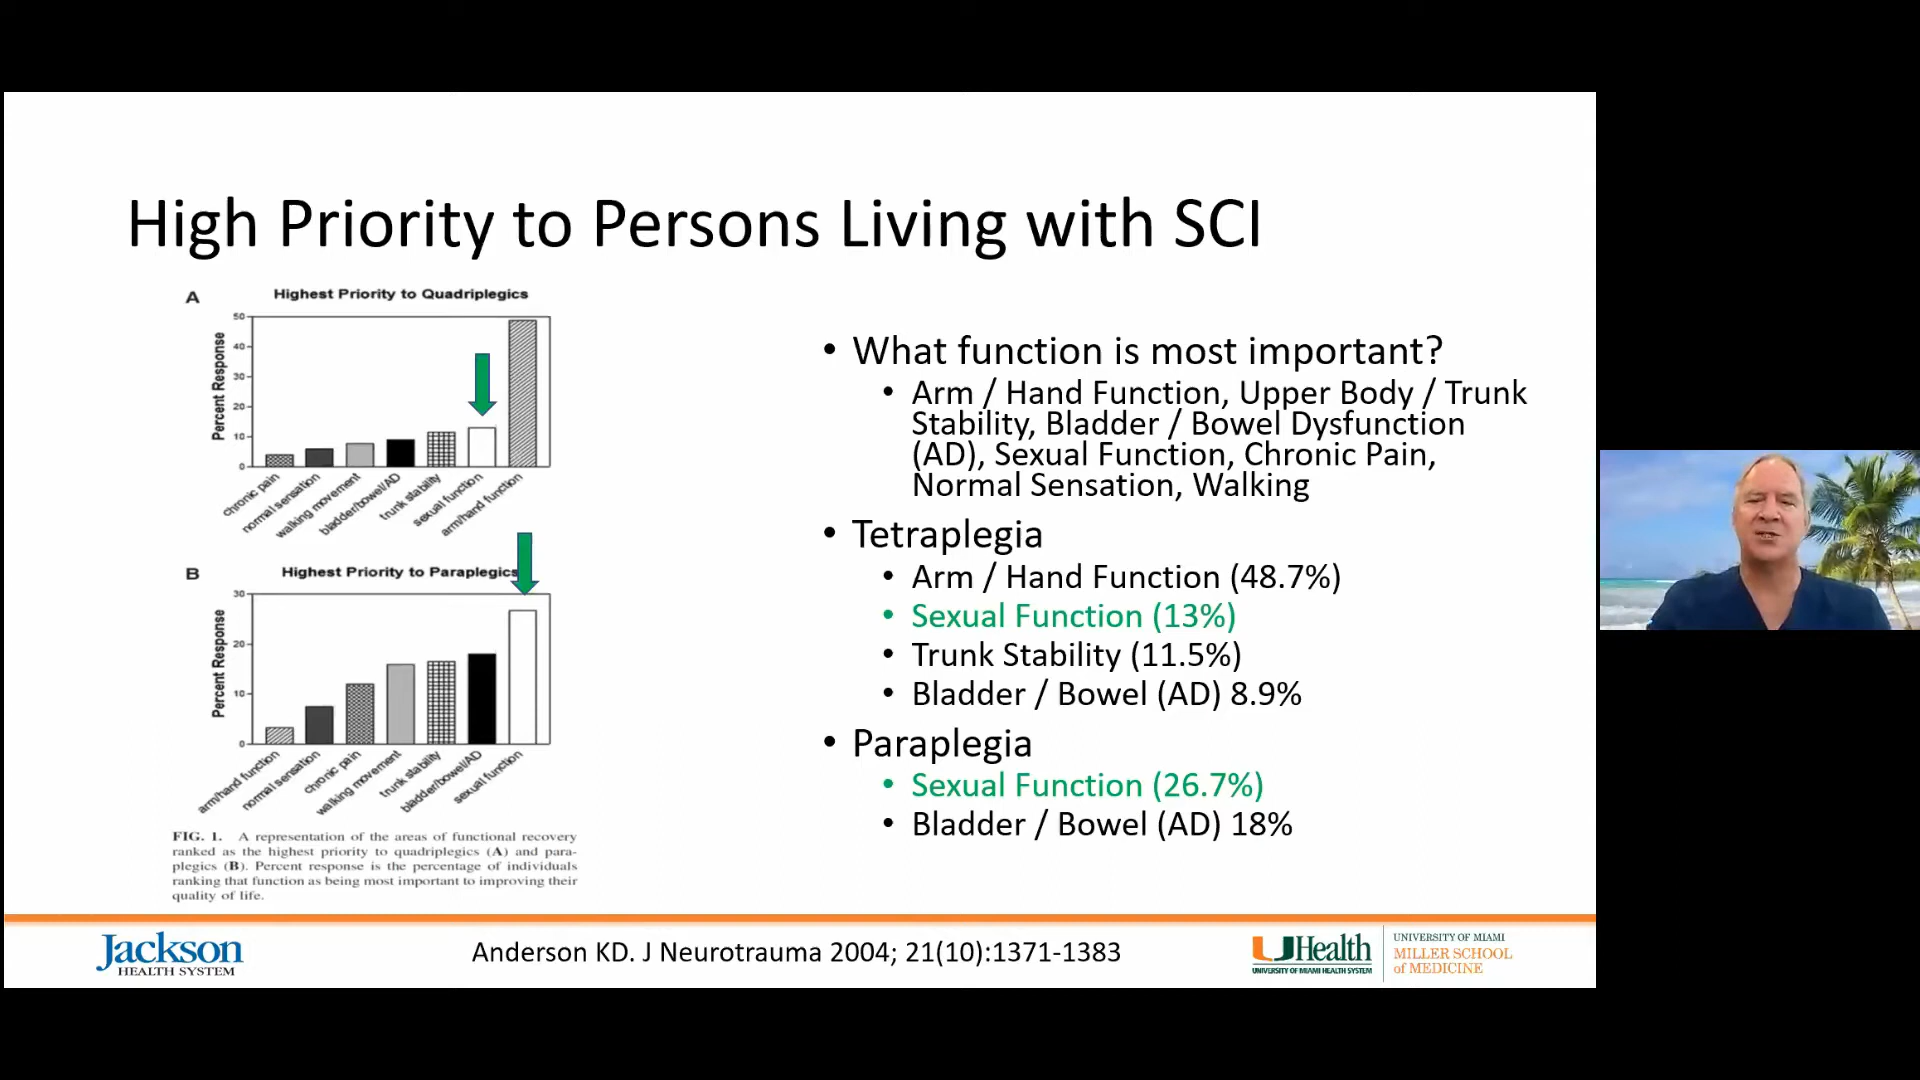 High Priority to Persons Living with SCI
A
Highest Priority to Quadriplegics
Percent Response
50
40
30
20
10
0
chronic pain
normal sensation
walking movement
bladder/bowel/AD
trunk stability
sexual function
arm/hand function
B
Highest Priority to Paraplegics
Percent Response
30
20
10
0
arm/hand function
normal sensation
chronic pain
walking movement
trunk stability
bladder/bowel/AD
sexual function
FIG. 1. A representation of the areas of functional recovery
ranked as the highest priority to quadriplegics (A) and para-
plegics (B). Percent response is the percentage of individuals
ranking that function as being most important to improving their
quality of life.
• What function is most important?
• Arm / Hand Function, Upper Body / Trunk
Stability, Bladder / Bowel Dysfunction
(AD), Sexual Function, Chronic Pain,
Normal Sensation, Walking
• Tetraplegia
• Arm / Hand Function (48.7%)
• Sexual Function (13%)
• Trunk Stability (11.5%)
• Bladder / Bowel (AD) 8.9%
• Paraplegia
• Sexual Function (26.7%)
• Bladder / Bowel (AD) 18%
Jackson
HEALTH SYSTEM
Anderson KD. J Neurotrauma 2004; 21(10):1371-1383
UHealth
UNIVERSITY OF MIAMI HEALTH SYSTEM
UNIVERSITY OF MIAMI
MILLER SCHOOL
of MEDICINE